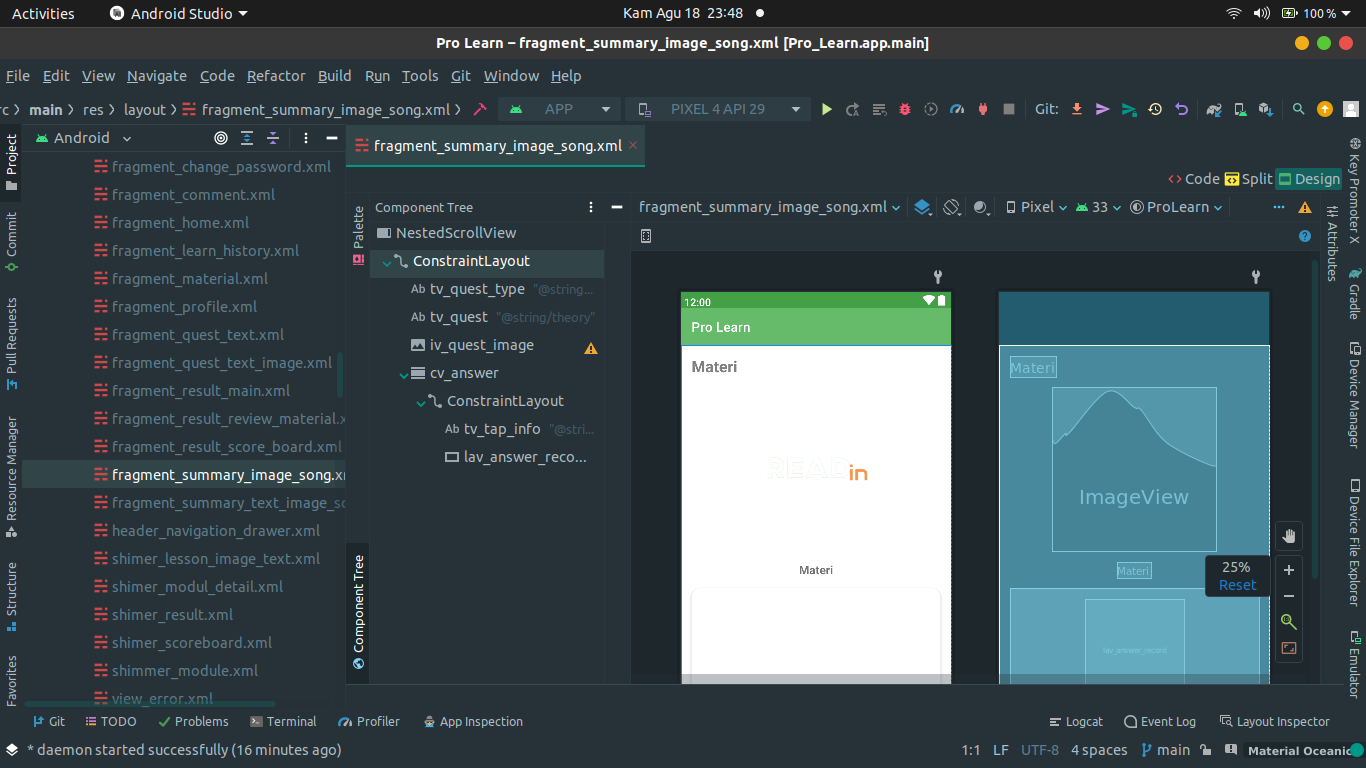 Activities Android Studio Kam Agu 18 23:48 100 %
Pro Learn – fragment_summary_image_song.xml [Pro_Learn.app.main]
File Edit View Navigate Code Refactor Build Run Tools Git Window Help
main res layout fragment_summary_image_song.xml APP PIXEL 4 API 29 Git:
Project
Commit
Pull Requests
Resource Manager
Structure
Favorites
Android
fragment_change_password.xml
fragment_comment.xml
fragment_home.xml
fragment_learn_history.xml
fragment_material.xml
fragment_profile.xml
fragment_quest_text.xml
fragment_quest_text_image.xml
fragment_result_main.xml
fragment_result_review_material.x
fragment_result_score_board.xml
fragment_summary_image_song.xr
fragment_summary_text_image_sc
header_navigation_drawer.xml
shimer_lesson_image_text.xml
shimer_modul_detail.xml
shimer_result.xml
shimer_scoreboard.xml
shimmer_module.xml
view_error.xml
fragment_summary_image_song.xml
Code Split Design
Palette
Component Tree
Component Tree
NestedScrollView
ConstraintLayout
Ab tv_quest_type "@string...
Ab tv_quest "@string/theory"
iv_quest_image
cv_answer
ConstraintLayout
Ab tv_tap_info "@stri...
lav_answer_reco...
fragment_summary_image_song.xml Pixel 33 ProLearn
12:00
Pro Learn
Materi
READin
Materi
Materi
ImageView
Materi
lav_answer_record
25%
Reset
Key Promoter X
Attributes
Gradle
Device Manager
Device File Explorer
Emulator
Git TODO Problems Terminal Profiler App Inspection Logcat Event Log Layout Inspector
* daemon started successfully (16 minutes ago) 1:1 LF UTF-8 4 spaces main Material Oceanic